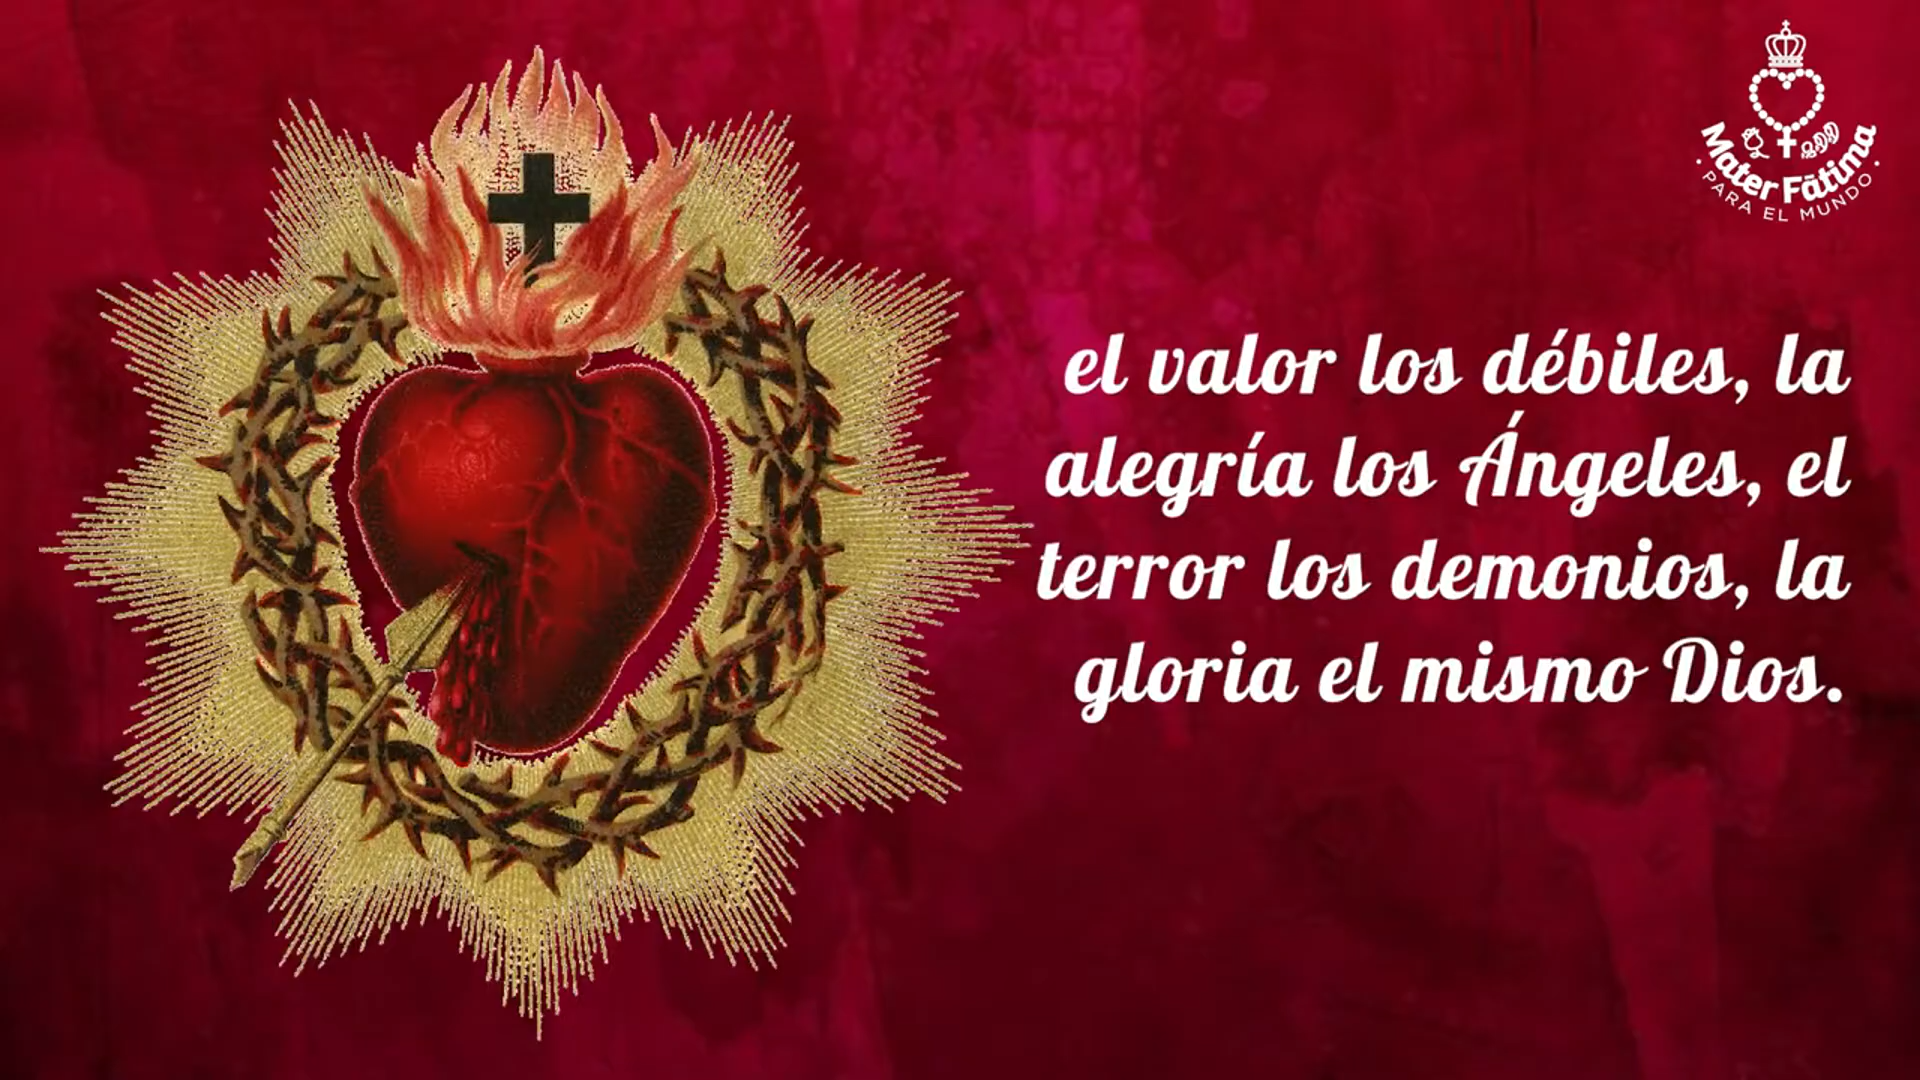 Mater Fātima
· PARA EL MUNDO ·
el valor los débiles, la
alegría los Ángeles, el
terror los demonios, la
gloria el mismo Dios.